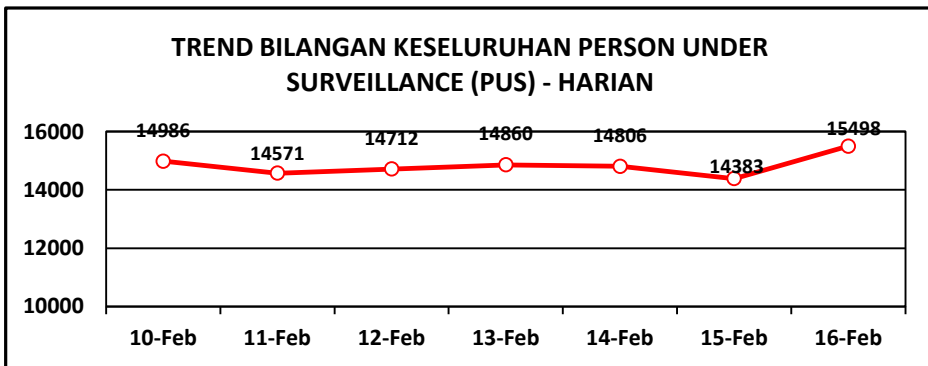 TREND BILANGAN KESELURUHAN PERSON UNDER
SURVEILLANCE (PUS) - HARIAN
16000
14986
14571
14712
14860
14806
14383
15498
14000
12000
10000
10-Feb
11-Feb
12-Feb
13-Feb
14-Feb
15-Feb
16-Feb